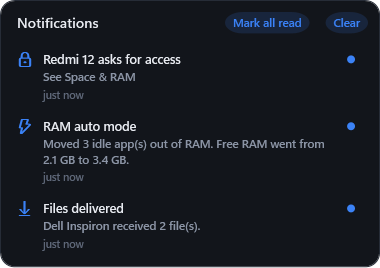 Notifications
Mark all read
Clear
Redmi 12 asks for access
See Space & RAM
just now
RAM auto mode
Moved 3 idle app(s) out of RAM. Free RAM went from
2.1 GB to 3.4 GB.
just now
Files delivered
Dell Inspiron received 2 file(s).
just now